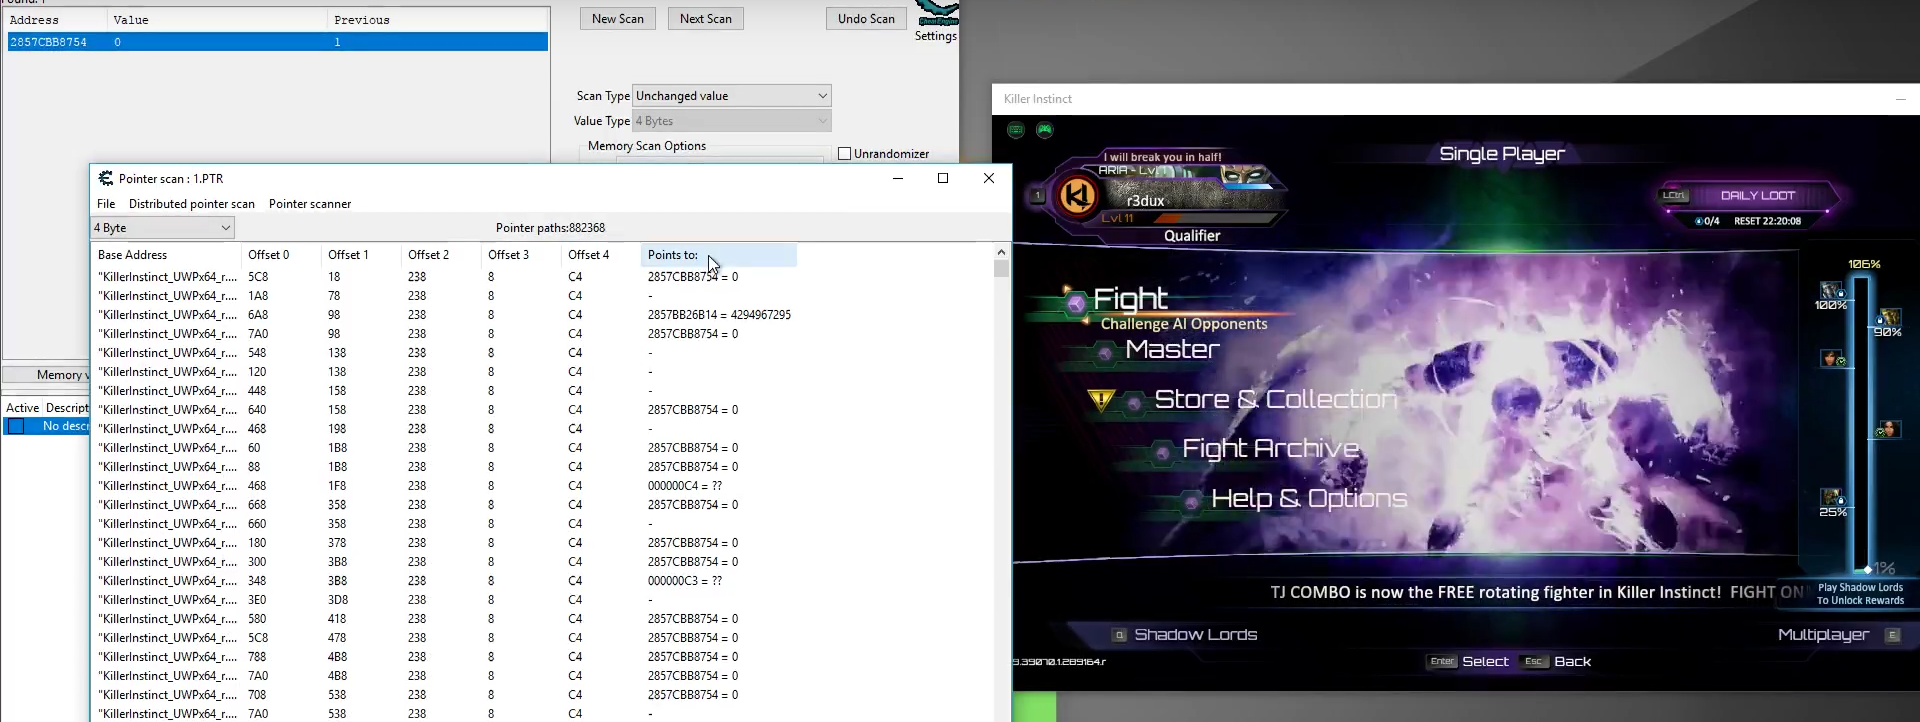 Address Value Previous
2857CBB8754 0 1
New Scan Next Scan Undo Scan
Cheat Engine
Settings
Scan Type Unchanged value
Value Type 4 Bytes
Memory Scan Options
Unrandomizer
Pointer scan : 1.PTR
File Distributed pointer scan Pointer scanner
4 Byte Pointer paths:882368
Base Address Offset 0 Offset 1 Offset 2 Offset 3 Offset 4 Points to:
"KillerInstinct_UWPx64_r.... 5C8 18 238 8 C4 2857CBB8754 = 0
"KillerInstinct_UWPx64_r.... 1A8 78 238 8 C4 -
"KillerInstinct_UWPx64_r.... 6A8 98 238 8 C4 2857BB26B14 = 4294967295
"KillerInstinct_UWPx64_r.... 7A0 98 238 8 C4 2857CBB8754 = 0
"KillerInstinct_UWPx64_r.... 548 138 238 8 C4 -
"KillerInstinct_UWPx64_r.... 120 138 238 8 C4 -
"KillerInstinct_UWPx64_r.... 448 158 238 8 C4 -
"KillerInstinct_UWPx64_r.... 640 158 238 8 C4 2857CBB8754 = 0
"KillerInstinct_UWPx64_r.... 468 198 238 8 C4 -
"KillerInstinct_UWPx64_r.... 60 1B8 238 8 C4 2857CBB8754 = 0
"KillerInstinct_UWPx64_r.... 88 1B8 238 8 C4 2857CBB8754 = 0
"KillerInstinct_UWPx64_r.... 468 1F8 238 8 C4 000000C4 = ??
"KillerInstinct_UWPx64_r.... 668 358 238 8 C4 2857CBB8754 = 0
"KillerInstinct_UWPx64_r.... 660 358 238 8 C4 -
"KillerInstinct_UWPx64_r.... 180 378 238 8 C4 2857CBB8754 = 0
"KillerInstinct_UWPx64_r.... 300 3B8 238 8 C4 2857CBB8754 = 0
"KillerInstinct_UWPx64_r.... 348 3B8 238 8 C4 000000C3 = ??
"KillerInstinct_UWPx64_r.... 3E0 3D8 238 8 C4 -
"KillerInstinct_UWPx64_r.... 580 418 238 8 C4 2857CBB8754 = 0
"KillerInstinct_UWPx64_r.... 5C8 478 238 8 C4 2857CBB8754 = 0
"KillerInstinct_UWPx64_r.... 788 4B8 238 8 C4 2857CBB8754 = 0
"KillerInstinct_UWPx64_r.... 7A0 4B8 238 8 C4 2857CBB8754 = 0
"KillerInstinct_UWPx64_r.... 708 538 238 8 C4 2857CBB8754 = 0
"KillerInstinct_UWPx64_r.... 7A0 538 238 8 C4 -
Memory v
Active Descript
No descr
Killer Instinct
Single Player
I will break you in half!
ARIA - Lvl 1
1 KI r3dux
Lvl 11
Qualifier
LCtrl DAILY LOOT
0/4 RESET 22:20:08
Fight
Challenge AI Opponents
Master
Store & Collection
Fight Archive
Help & Options
106%
100%
90%
25%
1%
Play Shadow Lords
To Unlock Rewards
TJ COMBO is now the FREE rotating fighter in Killer Instinct! FIGHT ON
Q Shadow Lords Multiplayer E
9.39070.1.289164.r
Enter Select Esc Back